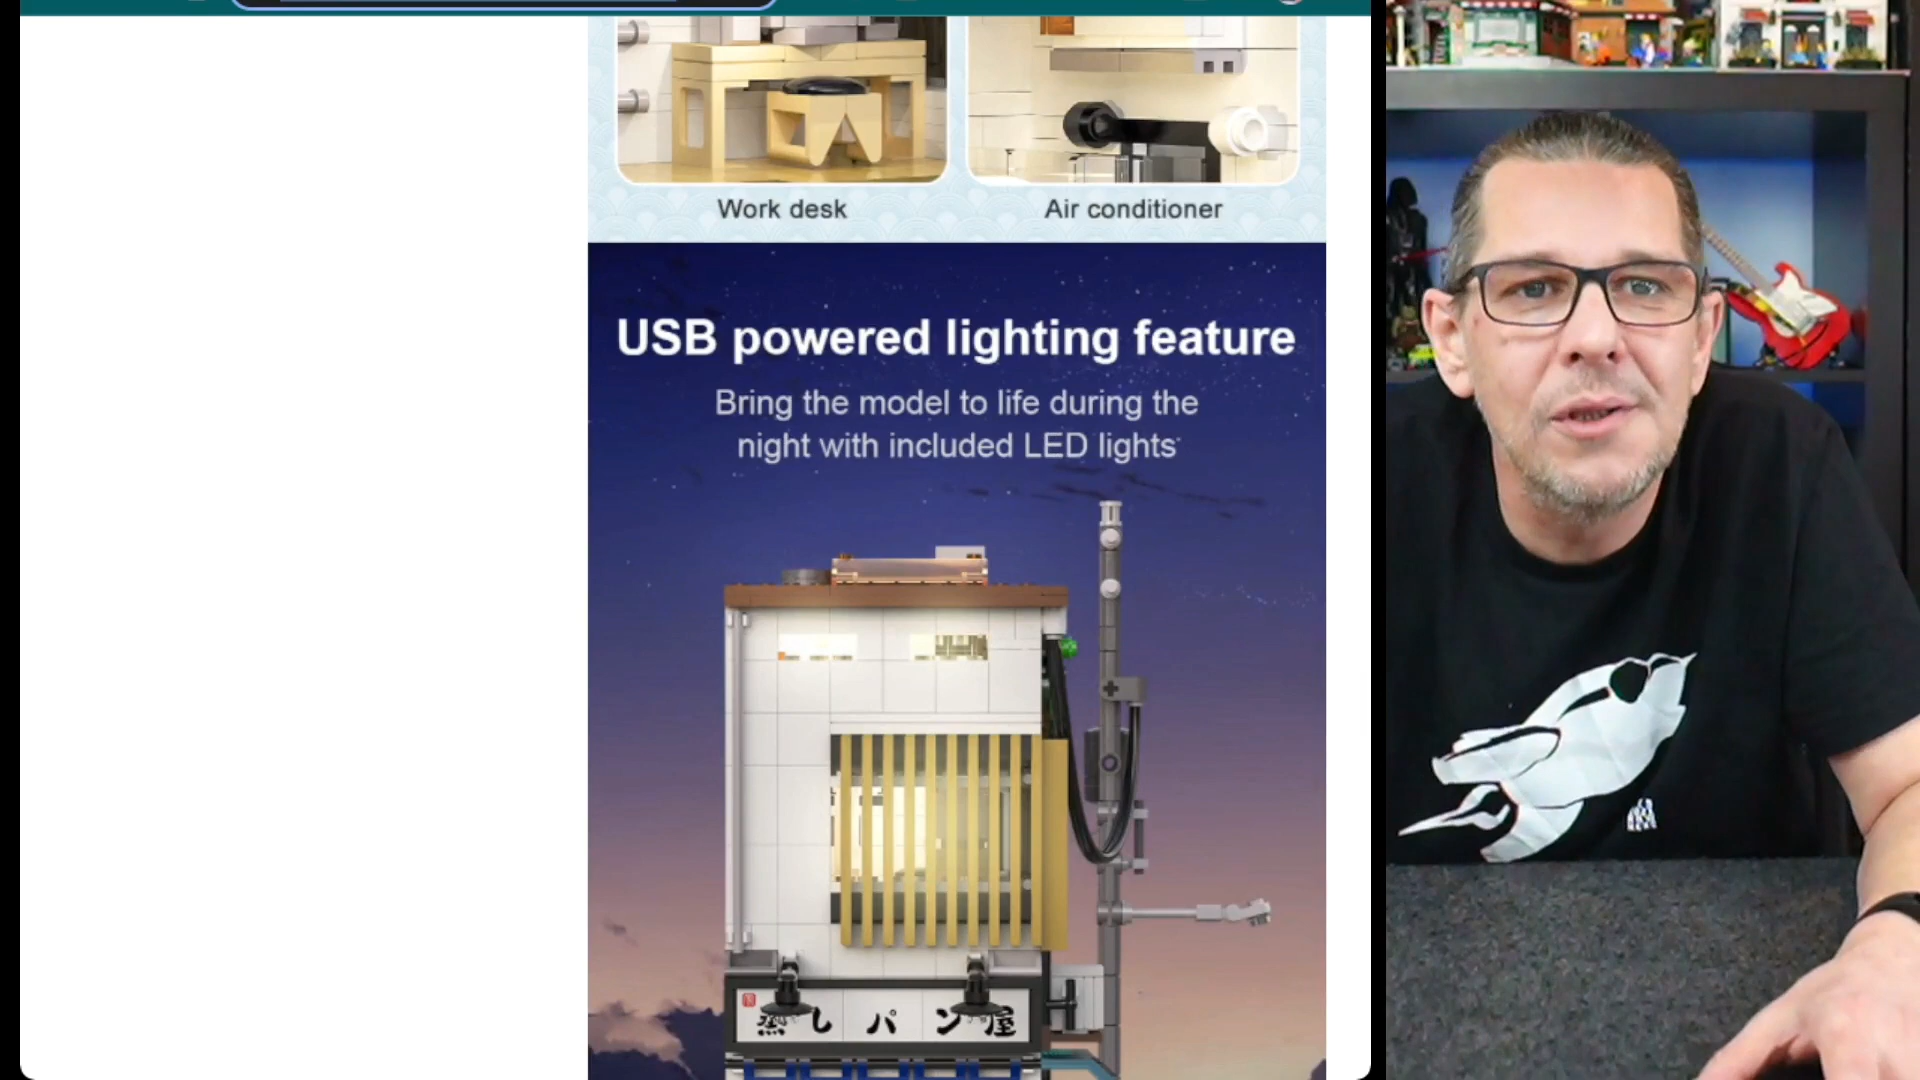 Work desk
Air conditioner
USB powered lighting feature
Bring the model to life during the
night with included LED lights
蒸しパン屋